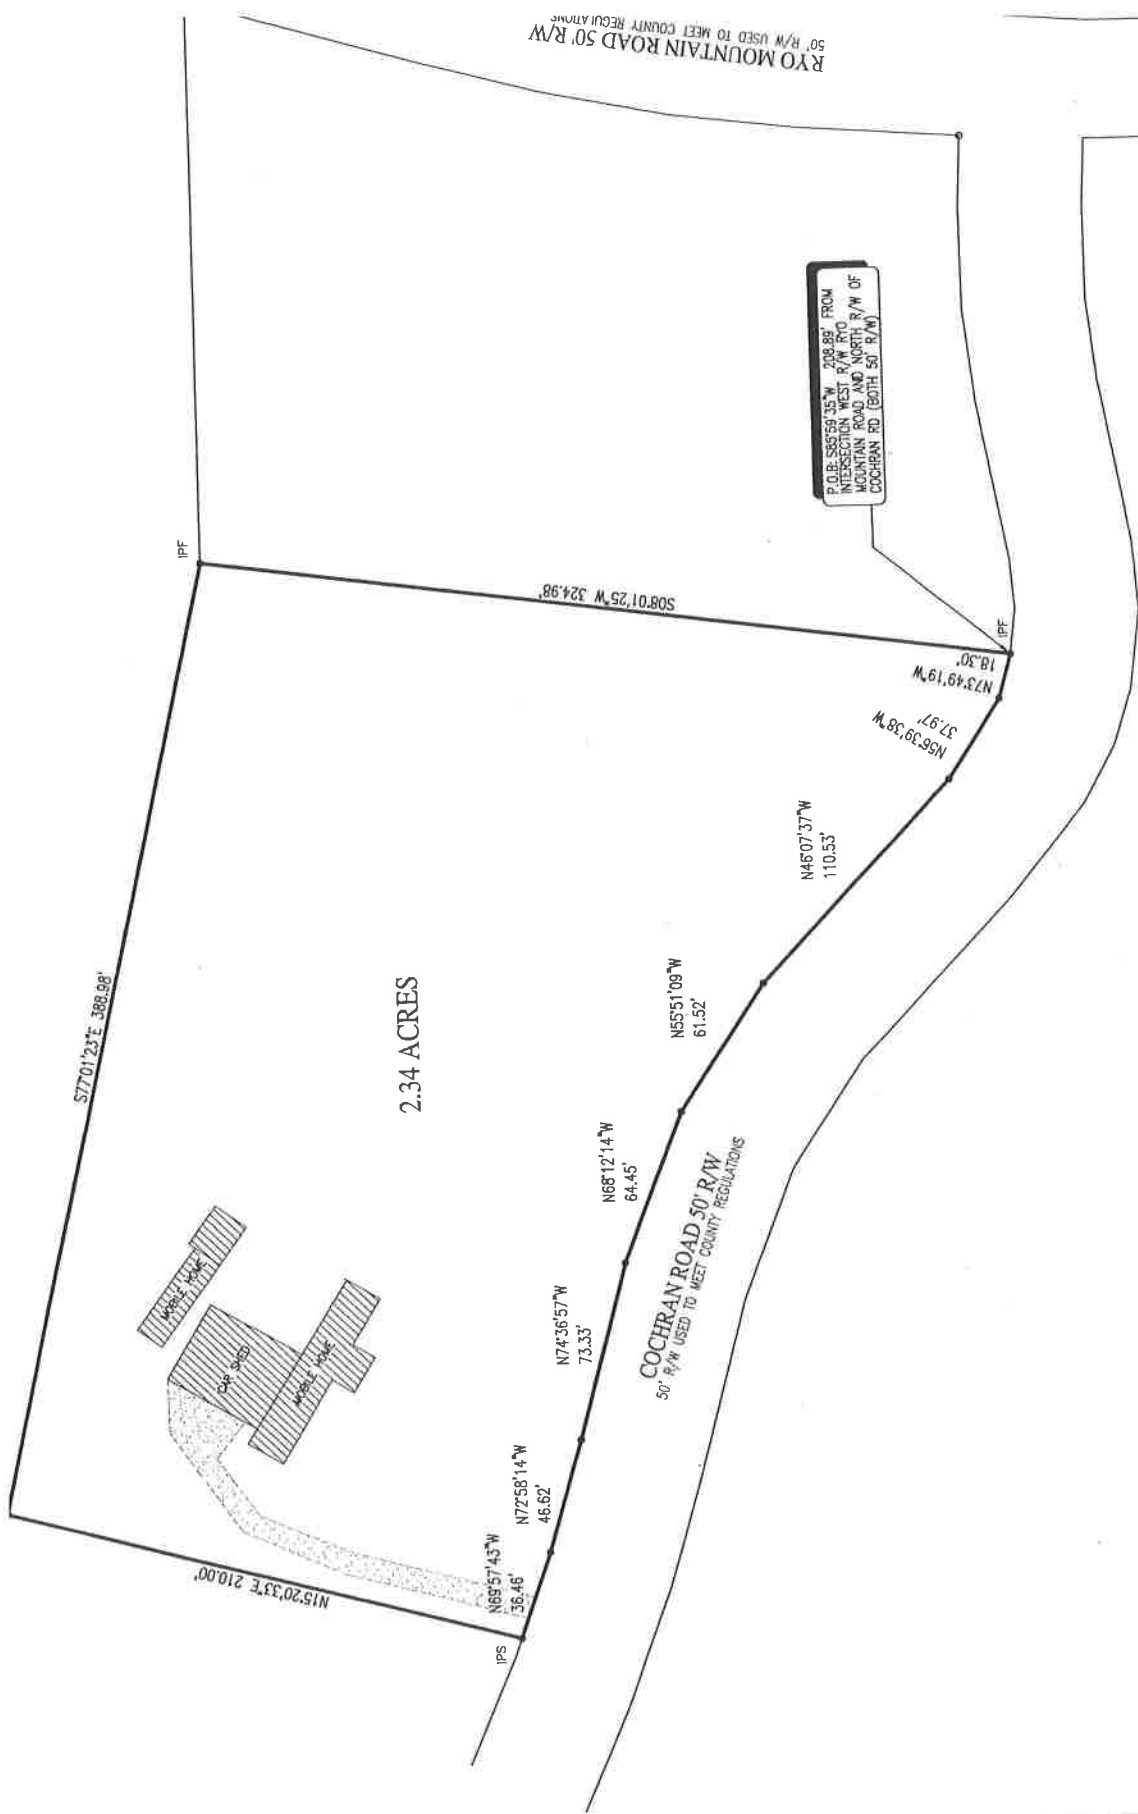 RYO MOUNTAIN ROAD 50' R/W
50' R/W USED TO MEET COUNTY REGULATIONS
IPF
S77°01'23"E 388.98'
S08°01'25"W 324.98'
P.O.B: S85°59'35"W 208.89' FROM
INTERSECTION WEST R/W RYO
MOUNTAIN ROAD AND NORTH R/W OF
COCHRAN RD (BOTH 50' R/W)
IPF
N73°49'19"W
18.30'
N56°39'38"W
37.97'
N46°07'37"W
110.53'
N55°51'09"W
61.52'
2.34 ACRES
N68°12'14"W
64.45'
COCHRAN ROAD 50' R/W
50' R/W USED TO MEET COUNTY REGULATIONS
N74°36'57"W
73.33'
MOBILE HOME
CAR SHED
MOBILE HOME
N72°58'14"W
46.62'
N69°57'43"W
36.46'
N15°20'33"E 210.00'
IPS